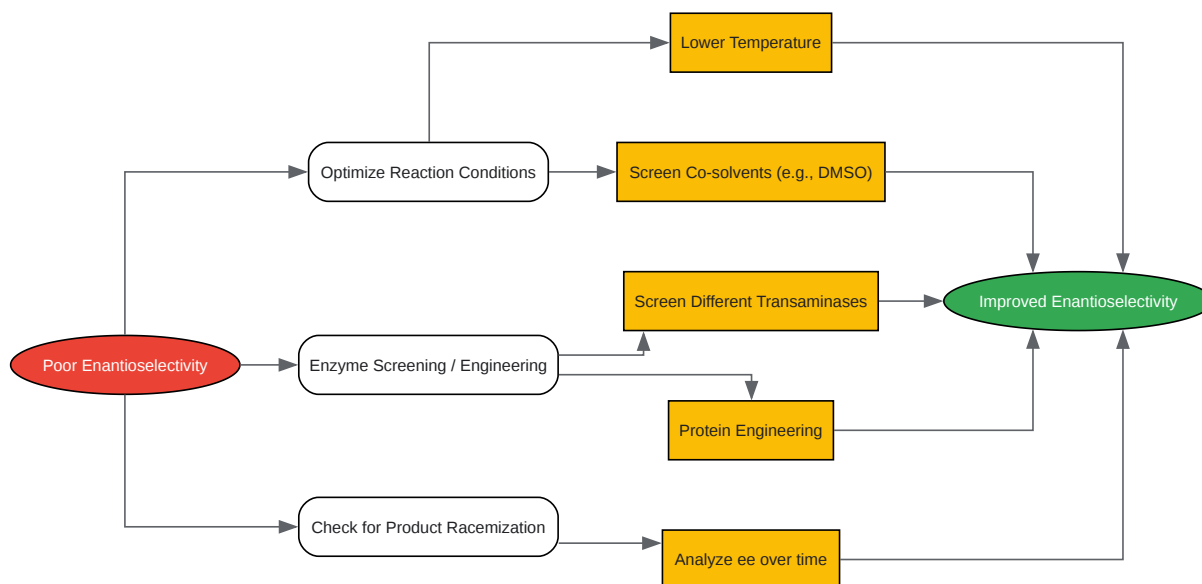 Lower Temperature
Optimize Reaction Conditions
Screen Co-solvents (e.g., DMSO)
Screen Different Transaminases
Improved Enantioselectivity
Poor Enantioselectivity
Enzyme Screening / Engineering
Protein Engineering
Check for Product Racemization
Analyze ee over time